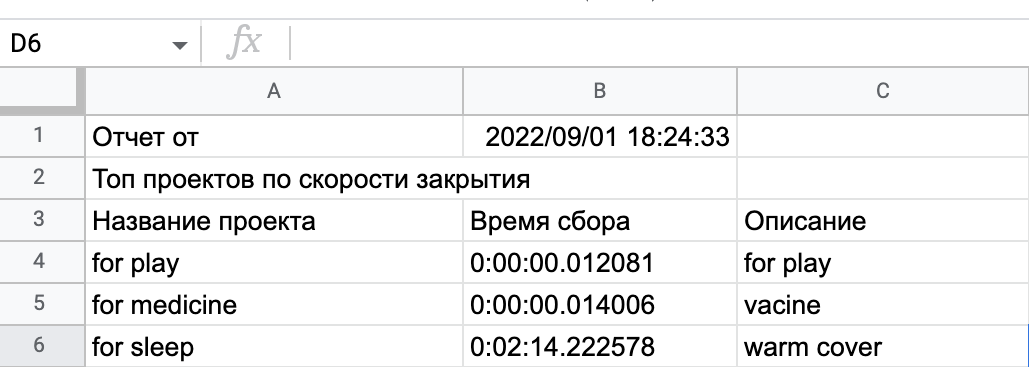 D6 fx
A B C
1 Отчет от 2022/09/01 18:24:33
2 Топ проектов по скорости закрытия
3 Название проекта Время сбора Описание
4 for play 0:00:00.012081 for play
5 for medicine 0:00:00.014006 vacine
6 for sleep 0:02:14.222578 warm cover